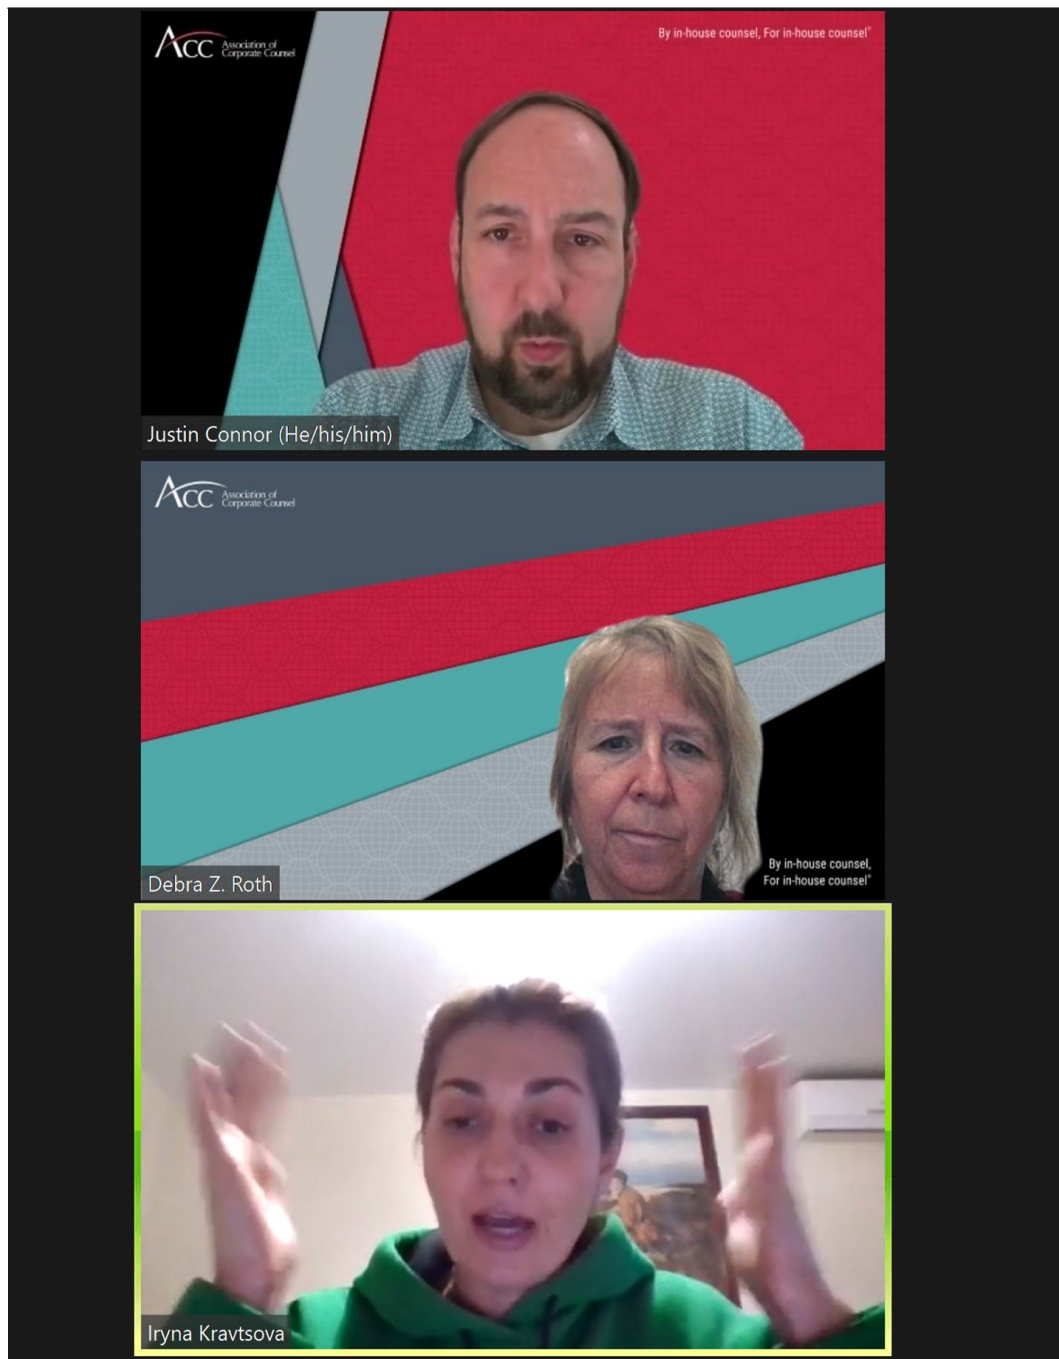 ACC Association of
Corporate Counsel
By in-house counsel, For in-house counsel®
Justin Connor (He/his/him)
ACC Association of
Corporate Counsel
By in-house counsel,
For in-house counsel®
Debra Z. Roth
Iryna Kravtsova